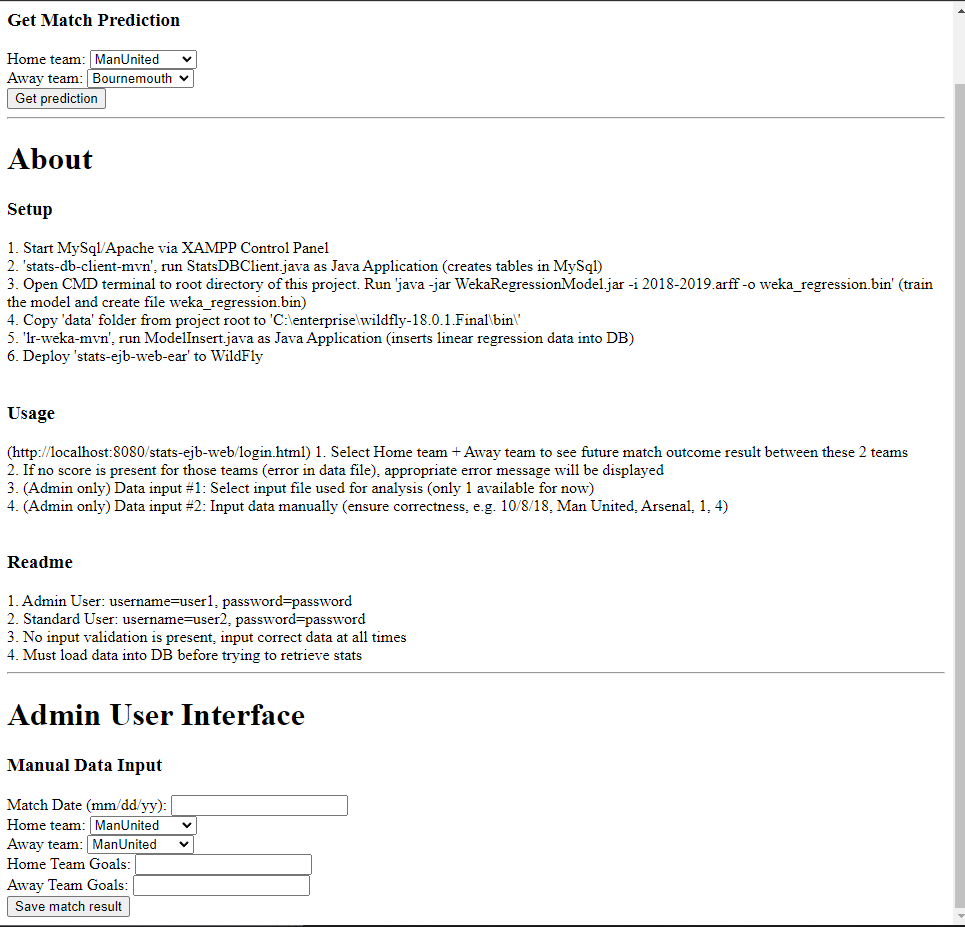 Get Match Prediction
Home team: ManUnited
Away team: Bournemouth
Get prediction
About
Setup
1. Start MySql/Apache via XAMPP Control Panel
2. 'stats-db-client-mvn', run StatsDBClient.java as Java Application (creates tables in MySql)
3. Open CMD terminal to root directory of this project. Run 'java -jar WekaRegressionModel.jar -i 2018-2019.arff -o weka_regression.bin' (train
the model and create file weka_regression.bin)
4. Copy 'data' folder from project root to 'C:\enterprise\wildfly-18.0.1.Final\bin\'
5. 'lr-weka-mvn', run ModelInsert.java as Java Application (inserts linear regression data into DB)
6. Deploy 'stats-ejb-web-ear' to WildFly
Usage
(http://localhost:8080/stats-ejb-web/login.html) 1. Select Home team + Away team to see future match outcome result between these 2 teams
2. If no score is present for those teams (error in data file), appropriate error message will be displayed
3. (Admin only) Data input #1: Select input file used for analysis (only 1 available for now)
4. (Admin only) Data input #2: Input data manually (ensure correctness, e.g. 10/8/18, Man United, Arsenal, 1, 4)
Readme
1. Admin User: username=user1, password=password
2. Standard User: username=user2, password=password
3. No input validation is present, input correct data at all times
4. Must load data into DB before trying to retrieve stats
Admin User Interface
Manual Data Input
Match Date (mm/dd/yy):
Home team: ManUnited
Away team: ManUnited
Home Team Goals:
Away Team Goals:
Save match result